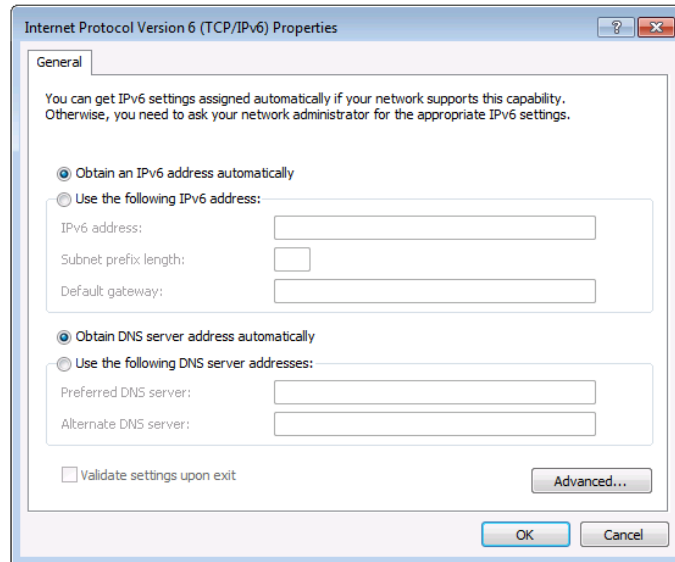 Internet Protocol Version 6 (TCP/IPv6) Properties
?
General
You can get IPv6 settings assigned automatically if your network supports this capability.
Otherwise, you need to ask your network administrator for the appropriate IPv6 settings.
Obtain an IPv6 address automatically
Use the following IPv6 address:
IPv6 address:
Subnet prefix length:
Default gateway:
Obtain DNS server address automatically
Use the following DNS server addresses:
Preferred DNS server:
Alternate DNS server:
Validate settings upon exit
Advanced...
OK Cancel